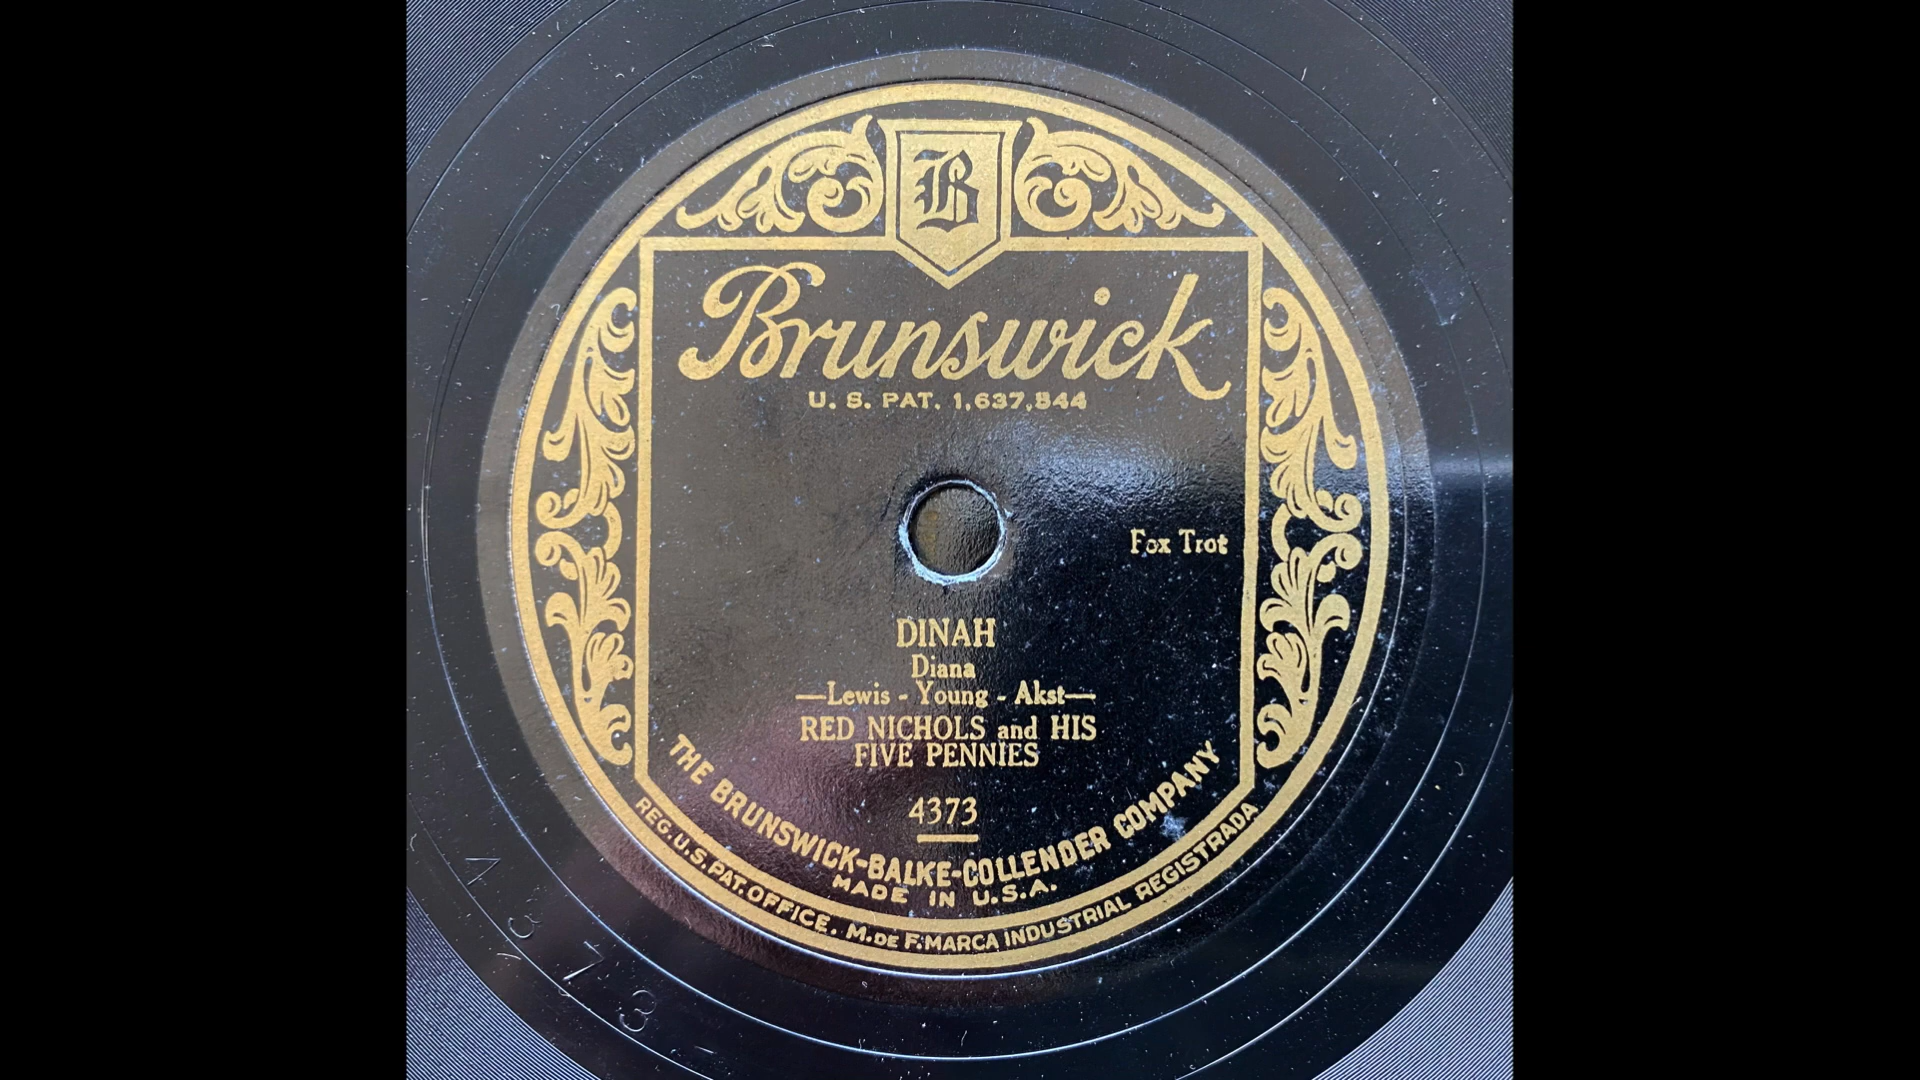 B
Brunswick
U. S. PAT. 1,637,544
Fox Trot
DINAH
Diana
—Lewis - Young - Akst—
RED NICHOLS and HIS
FIVE PENNIES
4373
THE BRUNSWICK-BALKE-COLLENDER COMPANY
MADE IN U.S.A.
REG. U.S. PAT. OFFICE. M. DE F. MARCA INDUSTRIAL REGISTRADA
4373-